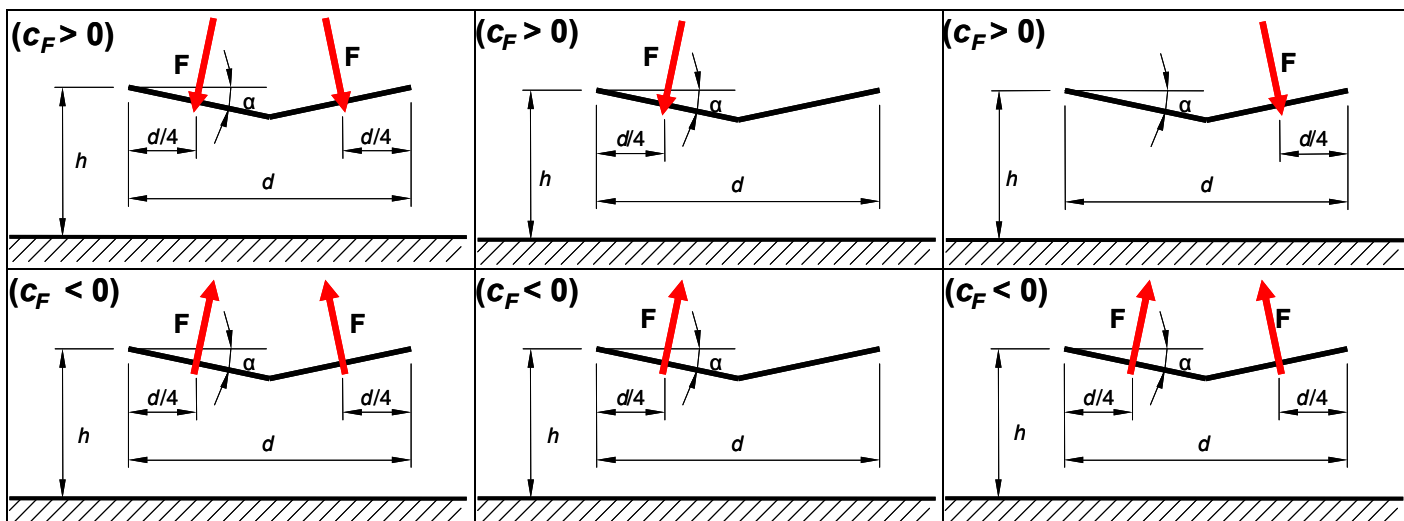 (cF > 0)
F
F
α
d/4
d/4
h
d
(cF > 0)
F
α
d/4
h
d
(cF > 0)
F
α
d/4
h
d
(cF < 0)
F
F
α
d/4
d/4
h
d
(cF < 0)
F
α
d/4
h
d
(cF < 0)
F
F
α
d/4
d/4
h
d